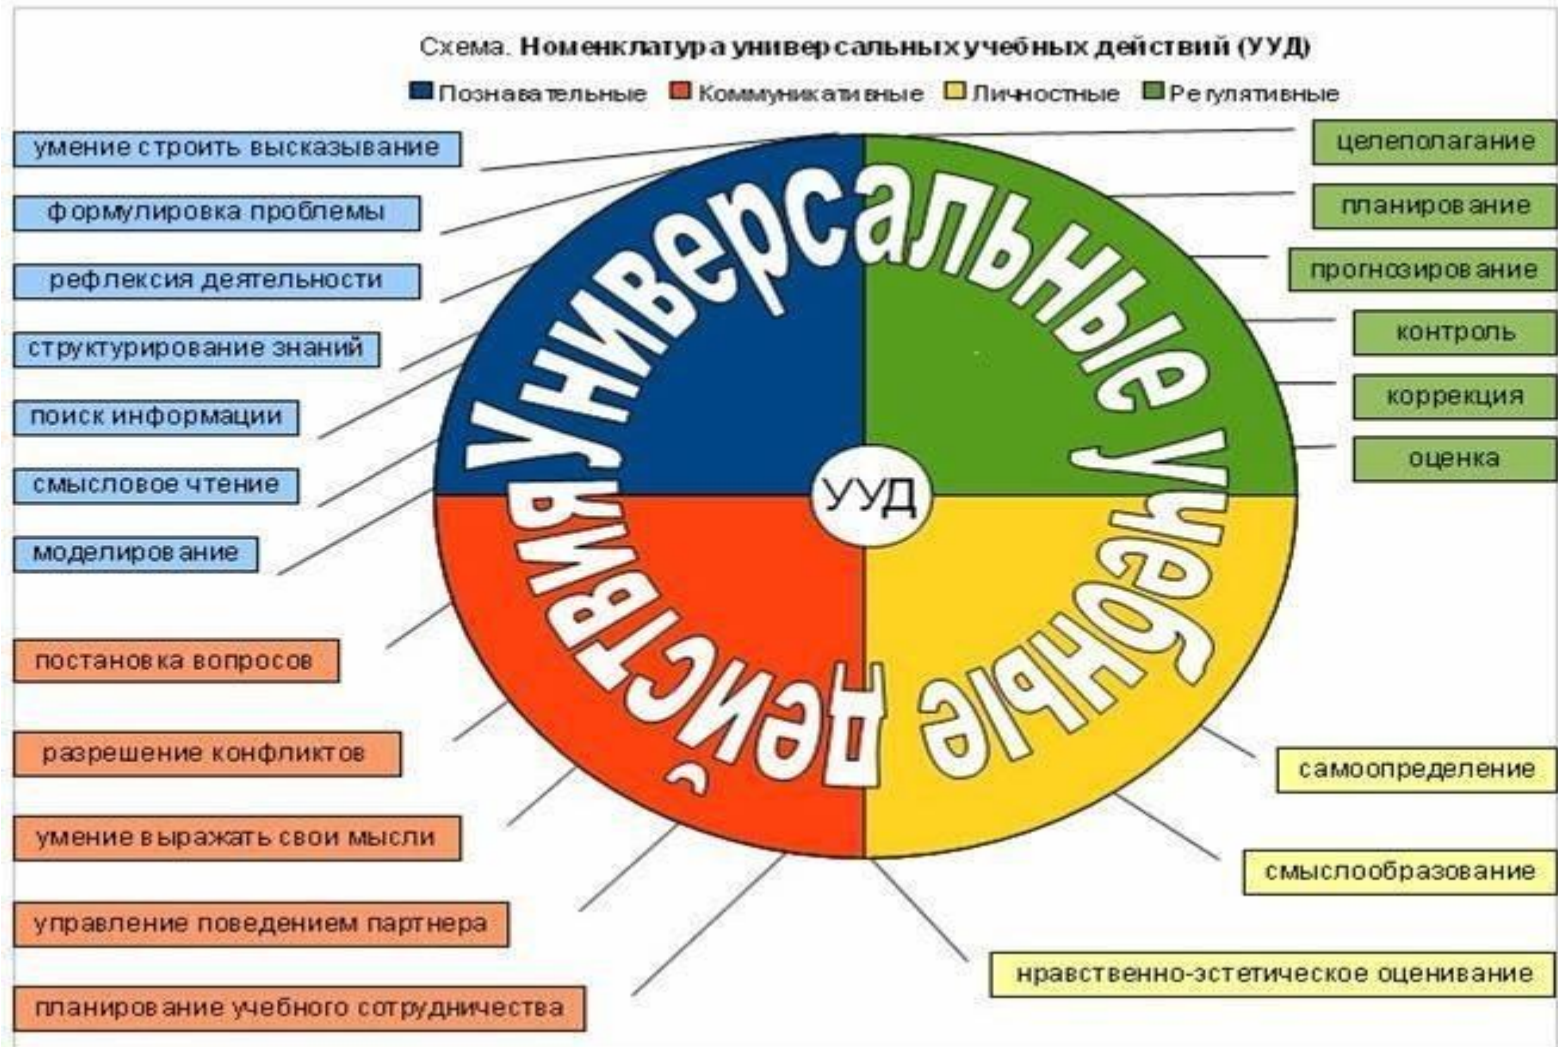 Схема. Номенклатура универсальных учебных действий (УУД)
Познавательные Коммуникативные Личностные Регулятивные
умение строить высказывание
формулировка проблемы
рефлексия деятельности
структурирование знаний
поиск информации
смысловое чтение
моделирование
постановка вопросов
разрешение конфликтов
умение выражать свои мысли
управление поведением партнера
планирование учебного сотрудничества
Универсальные учебные действия
УУД
целеполагание
планирование
прогнозирование
контроль
коррекция
оценка
самоопределение
смыслообразование
нравственно-эстетическое оценивание